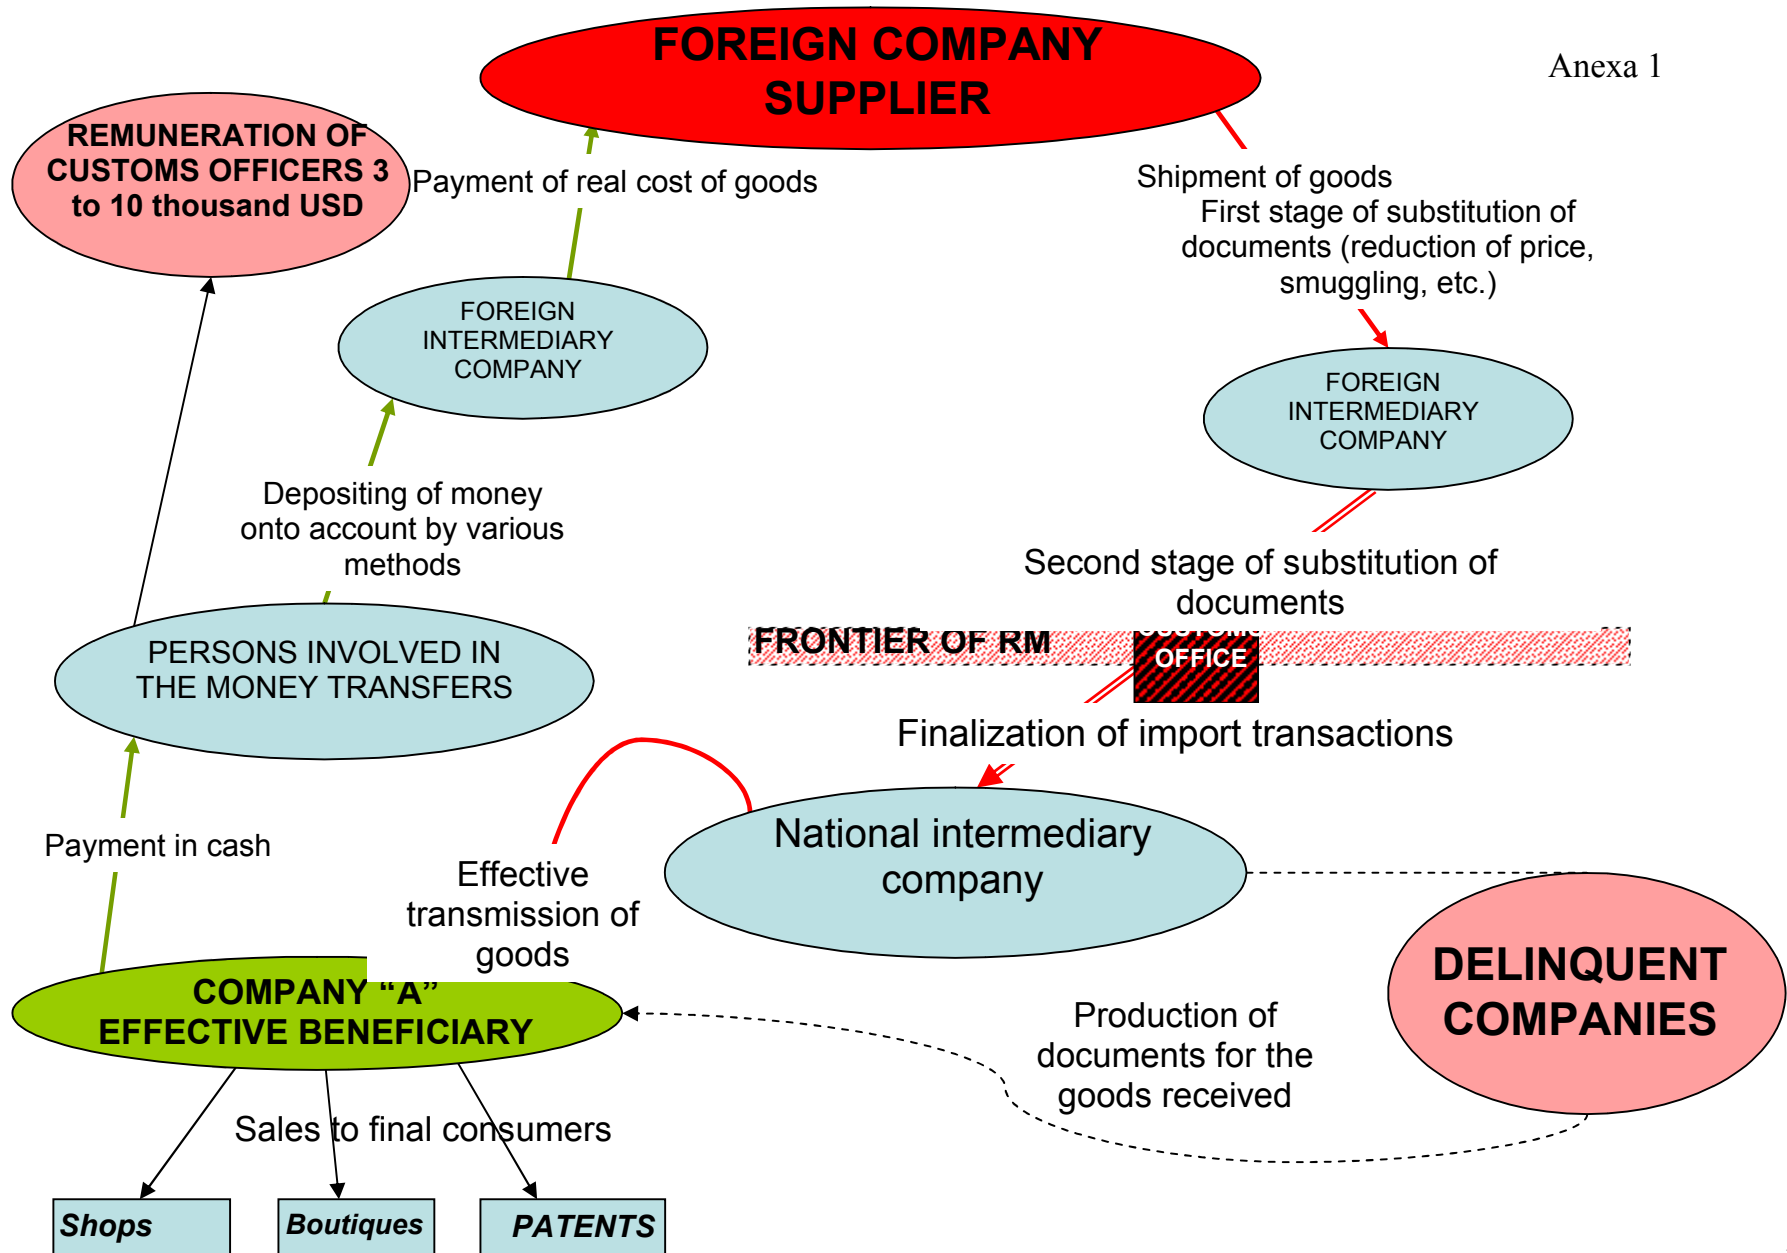 Anexa 1
FOREIGN COMPANY
SUPPLIER
REMUNERATION OF
CUSTOMS OFFICERS 3
to 10 thousand USD
Payment of real cost of goods
Shipment of goods
First stage of substitution of
documents (reduction of price,
smuggling, etc.)
FOREIGN
INTERMEDIARY
COMPANY
FOREIGN
INTERMEDIARY
COMPANY
Depositing of money
onto account by various
methods
Second stage of substitution of
documents
FRONTIER OF RM
OFFICE
PERSONS INVOLVED IN
THE MONEY TRANSFERS
Finalization of import transactions
Payment in cash
National intermediary
company
Effective
transmission of
goods
DELINQUENT
COMPANIES
COMPANY “A”
EFFECTIVE BENEFICIARY
Production of
documents for the
goods received
Sales to final consumers
Shops
Boutiques
PATENTS